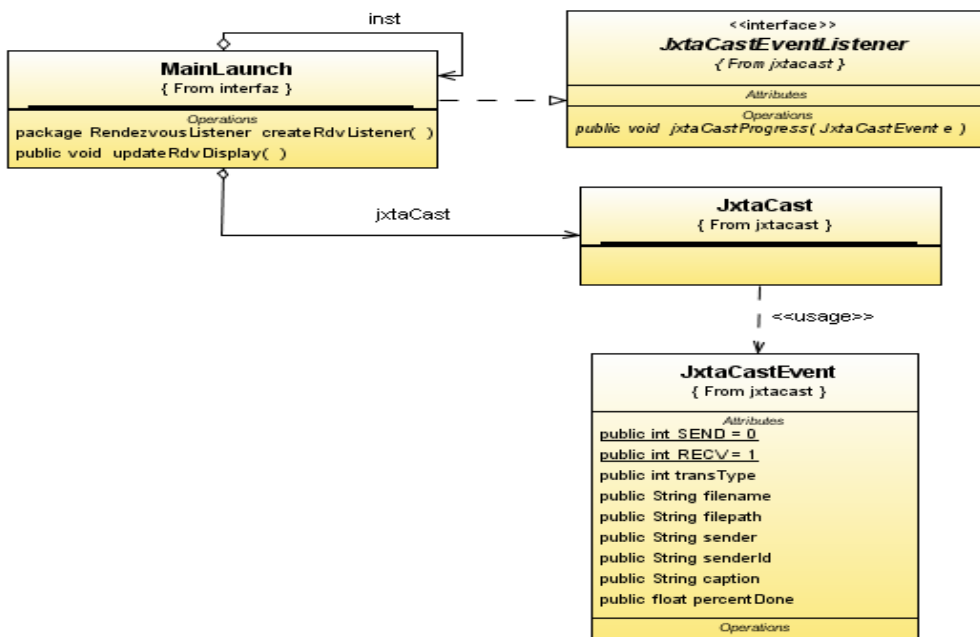 inst
MainLaunch
{ From interfaz }
Operations
package RendezvousListener createRdvListener( )
public void updateRdvDisplay( )
<<interface>>
JxtaCastEventListener
{ From jxtacast }
Attributes
Operations
public void jxtaCastProgress( JxtaCastEvent e )
jxtaCast
JxtaCast
{ From jxtacast }
<<usage>>
JxtaCastEvent
{ From jxtacast }
Attributes
public int SEND = 0
public int RECV = 1
public int transType
public String filename
public String filepath
public String sender
public String senderId
public String caption
public float percentDone
Operations